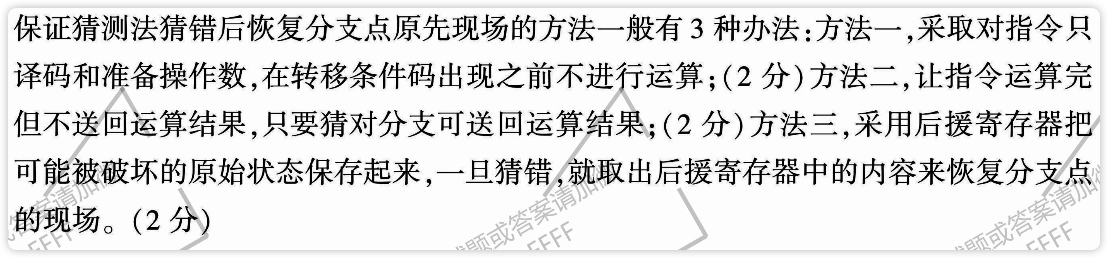 保证猜测法猜错后恢复分支点原先现场的方法一般有3种办法:方法一,采取对指令只
译码和准备操作数,在转移条件码出现之前不进行运算;(2分)方法二,让指令运算完
但不送回运算结果,只要猜对分支可送回运算结果;(2分)方法三,采用后援寄存器把
可能被破坏的原始状态保存起来,一旦猜错,就取出后援寄存器中的内容来恢复分支点
的现场。(2分)